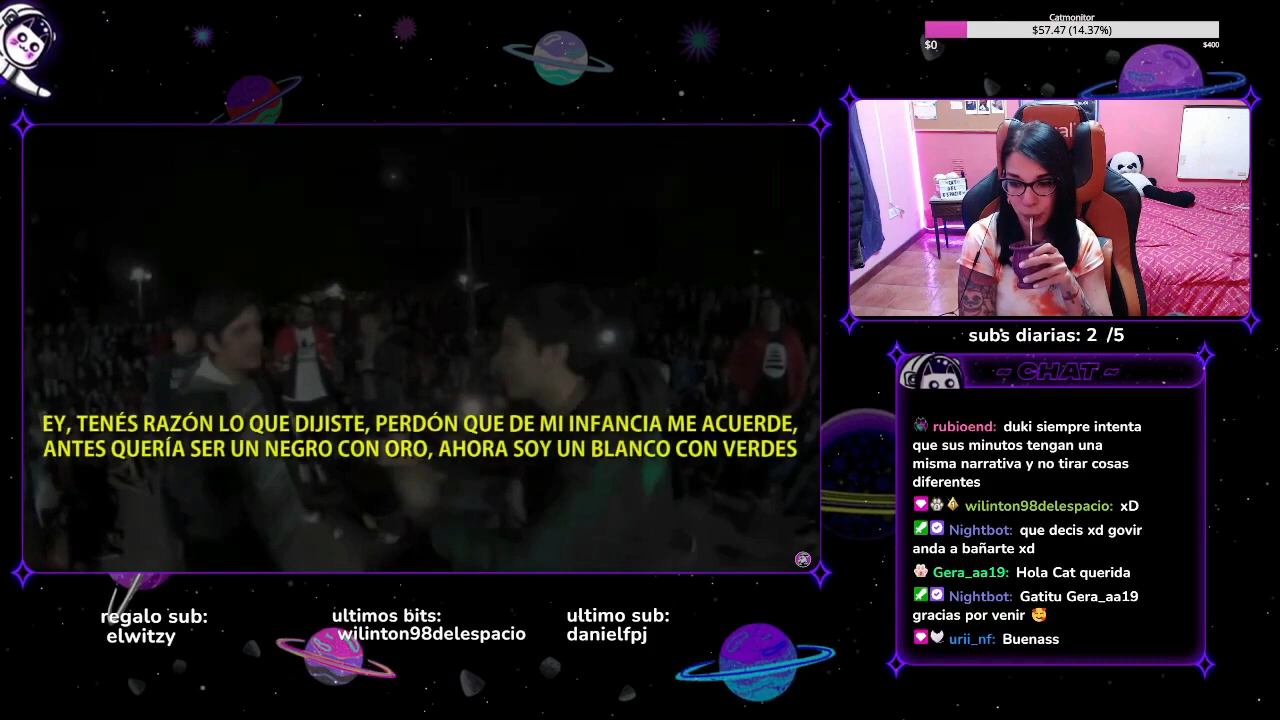 Catmonitor
$57.47 (14.37%)
$0
$400
EY, TENÉS RAZÓN LO QUE DIJISTE, PERDÓN QUE DE MI INFANCIA ME ACUERDE,
ANTES QUERÍA SER UN NEGRO CON ORO, AHORA SOY UN BLANCO CON VERDES
subs diarias: 2 /5
~ CHAT ~
rubioend: duki siempre intenta
que sus minutos tengan una
misma narrativa y no tirar cosas
diferentes
wilinton98delespacio: xD
Nightbot: que decis xd govir
anda a bañarte xd
Gera_aa19: Hola Cat querida
Nightbot: Gatitu Gera_aa19
gracias por venir 🥰
urii_nf: Buenass
regalo sub:
elwitzy
ultimos bits:
wilinton98delespacio
ultimo sub:
danielfpj